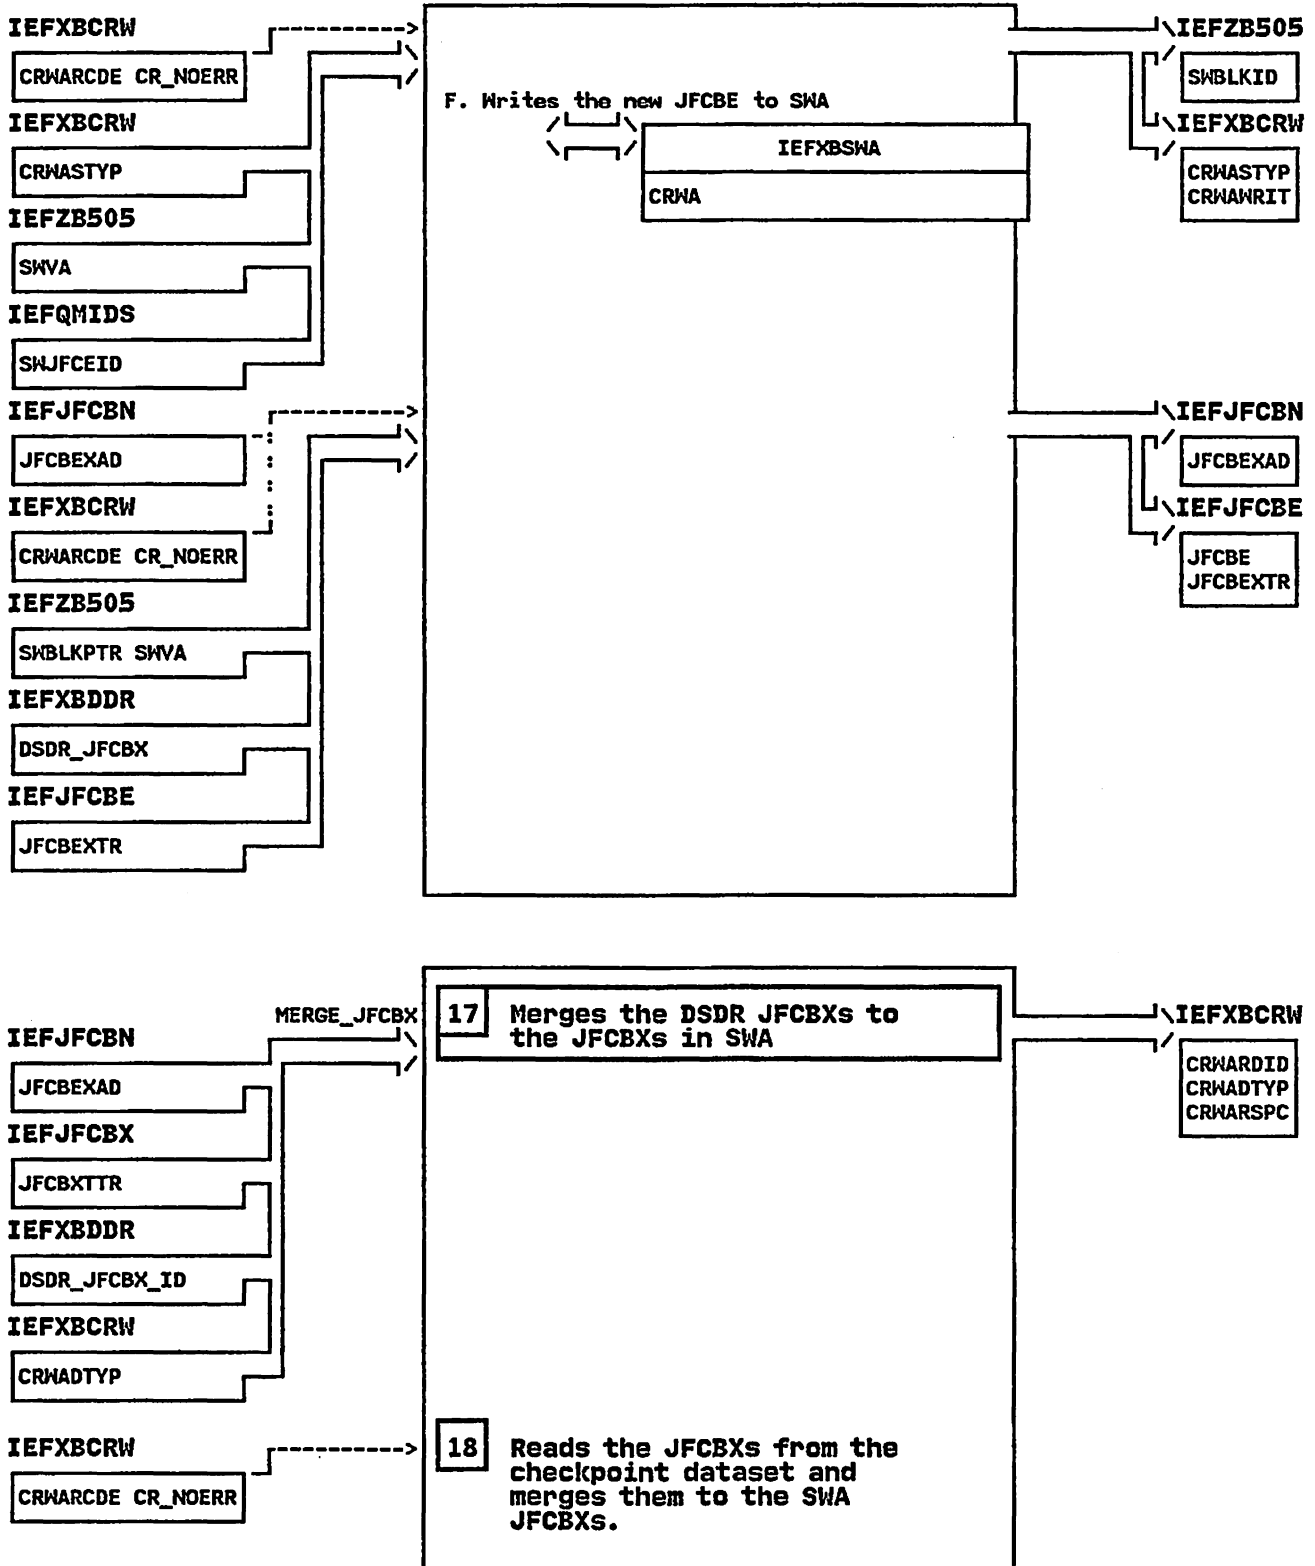 IEFXBCRW
CRWARCDE CR_NOERR
IEFXBCRW
CRWASTYP
IEFZB505
SWVA
IEFQMIDS
SWJFCEID
F. Writes the new JFCBE to SWA
IEFXBSWA
CRWA
IEFZB505
SWBLKID
IEFXBCRW
CRWASTYP
CRWAWRIT
IEFJFCBN
JFCBEXAD
IEFXBCRW
CRWARCDE CR_NOERR
IEFZB505
SWBLKPTR SWVA
IEFXBDDR
DSDR_JFCBX
IEFJFCBE
JFCBEXTR
IEFJFCBN
JFCBEXAD
IEFJFCBE
JFCBE
JFCBEXTR
MERGE_JFCBX
IEFJFCBN
JFCBEXAD
IEFJFCBX
JFCBXTTR
IEFXBDDR
DSDR_JFCBX_ID
IEFXBCRW
CRWADTYP
17 Merges the DSDR JFCBXs to
the JFCBXs in SWA
IEFXBCRW
CRWARDID
CRWADTYP
CRWARSPC
IEFXBCRW
CRWARCDE CR_NOERR
18 Reads the JFCBXs from the
checkpoint dataset and
merges them to the SWA
JFCBXs.